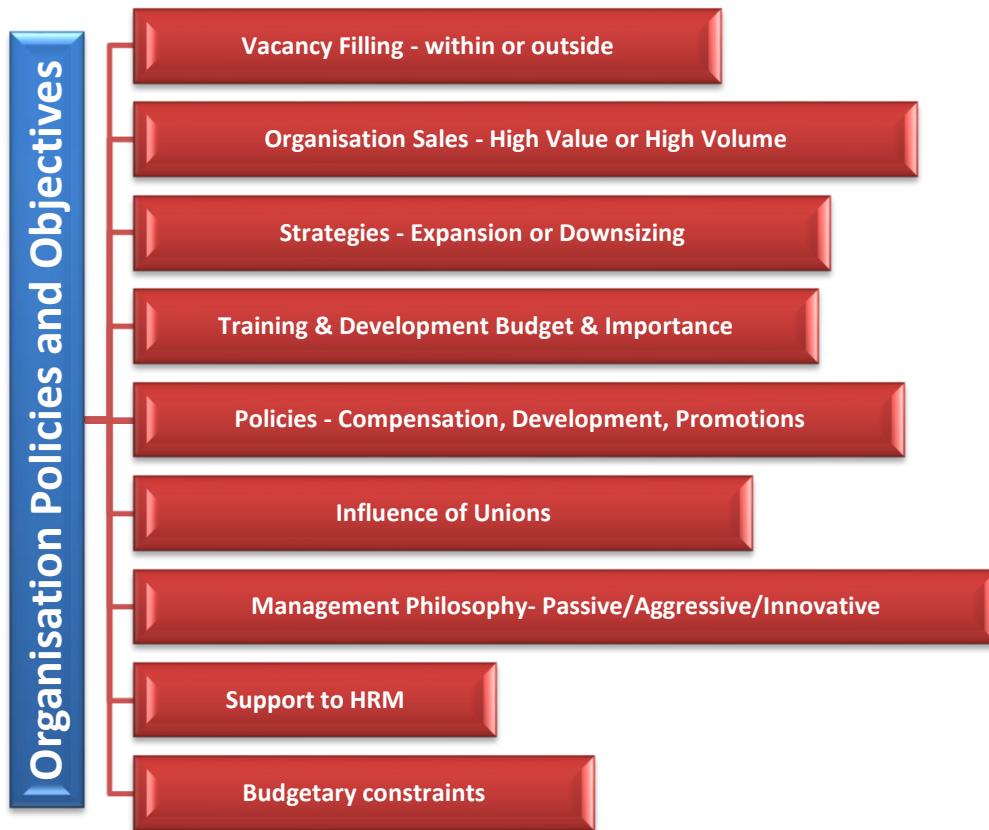 Organisation Policies and Objectives
Vacancy Filling - within or outside
Organisation Sales - High Value or High Volume
Strategies - Expansion or Downsizing
Training & Development Budget & Importance
Policies - Compensation, Development, Promotions
Influence of Unions
Management Philosophy- Passive/Aggressive/Innovative
Support to HRM
Budgetary constraints